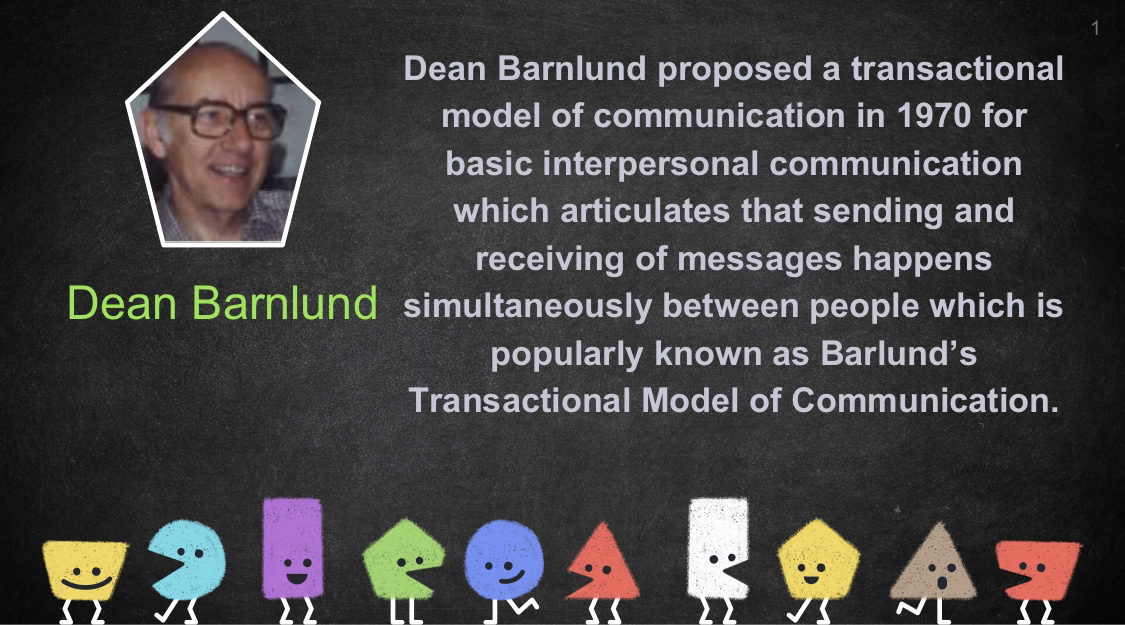 1
Dean Barnlund
Dean Barnlund proposed a transactional
model of communication in 1970 for
basic interpersonal communication
which articulates that sending and
receiving of messages happens
simultaneously between people which is
popularly known as Barlund’s
Transactional Model of Communication.